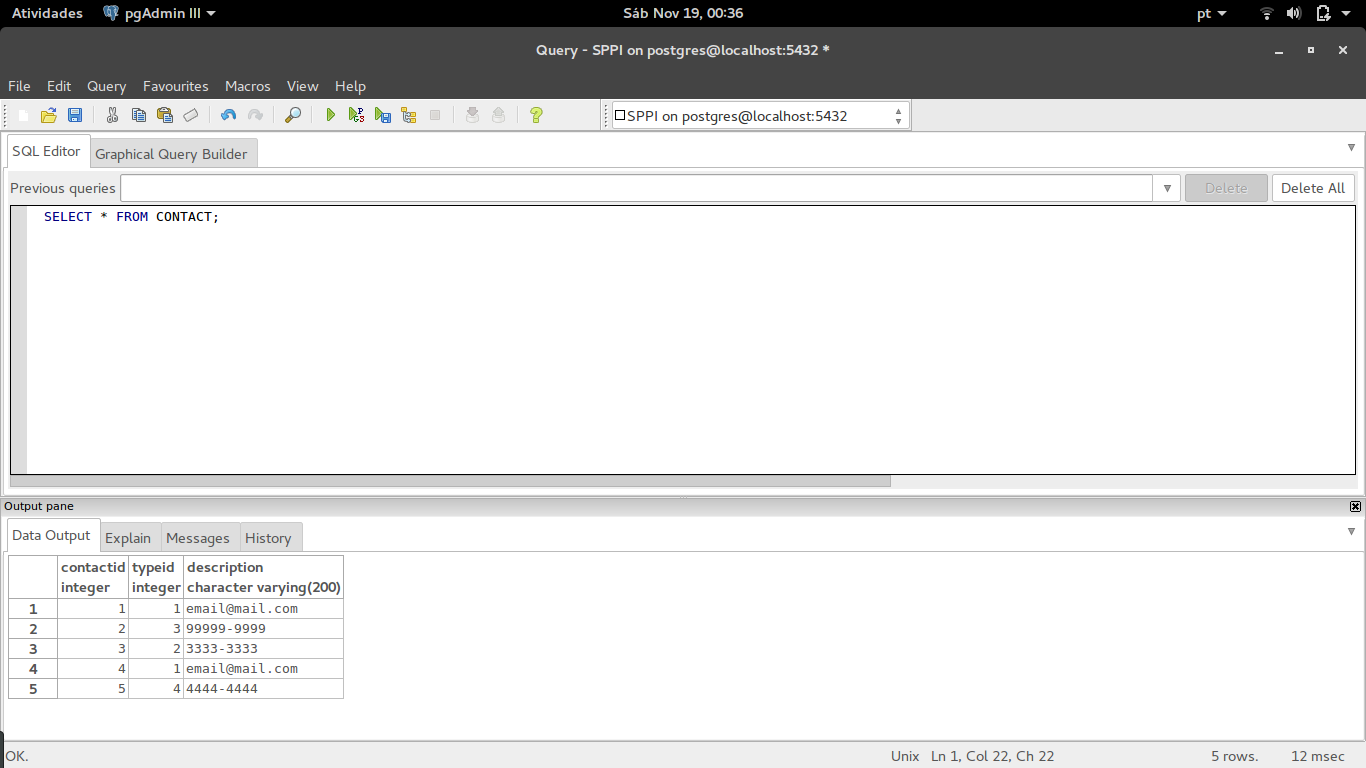 Atividades pgAdmin III Sáb Nov 19, 00:36 pt
Query - SPPI on postgres@localhost:5432 *
File Edit Query Favourites Macros View Help
SPPI on postgres@localhost:5432
SQL Editor Graphical Query Builder
Previous queries Delete Delete All
SELECT * FROM CONTACT;
Output pane
Data Output Explain Messages History
contactid typeid description
integer integer character varying(200)
1 1 1 email@mail.com
2 2 3 99999-9999
3 3 2 3333-3333
4 4 1 email@mail.com
5 5 4 4444-4444
OK. Unix Ln 1, Col 22, Ch 22 5 rows. 12 msec